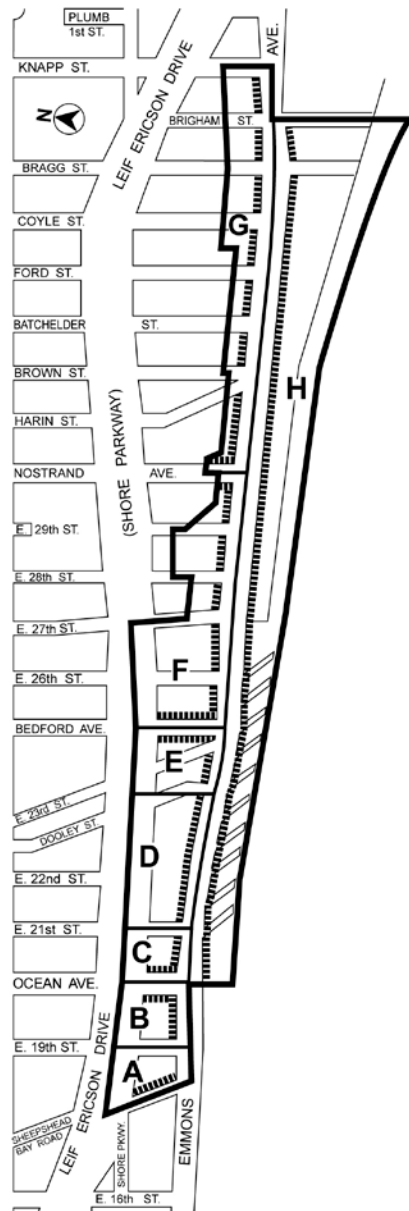 PLUMB
1st ST.
AVE.
KNAPP ST.
N
LEIF ERICSON DRIVE
BRIGHAM ST.
BRAGG ST.
COYLE ST.
G
FORD ST.
BATCHELDER ST.
BROWN ST.
H
HARIN ST.
(SHORE PARKWAY)
NOSTRAND AVE.
E. 29th ST.
E. 28th ST.
E. 27th ST.
F
E. 26th ST.
BEDFORD AVE.
E
E. 23rd ST.
DOOLEY ST.
D
E. 22nd ST.
E. 21st ST.
C
OCEAN AVE.
B
E. 19th ST.
A
LEIF ERICSON DRIVE
SHEEPSHEAD
BAY ROAD
SHORE PKWY.
EMMONS
E. 16th ST.